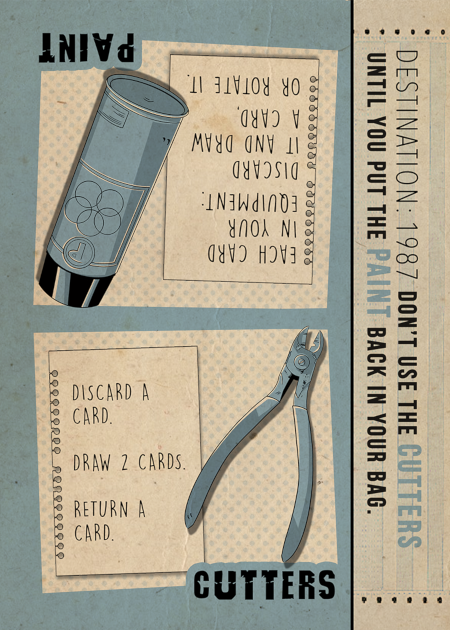 PAINT
EACH CARD
IN YOUR
EQUIPMENT:
DISCARD
IT AND DRAW
A CARD,
OR ROTATE IT.
DISCARD A
CARD.
DRAW 2 CARDS.
RETURN A
CARD.
CUTTERS
DESTINATION: 1987 DON'T USE THE CUTTERS
UNTIL YOU PUT THE PAINT BACK IN YOUR BAG.